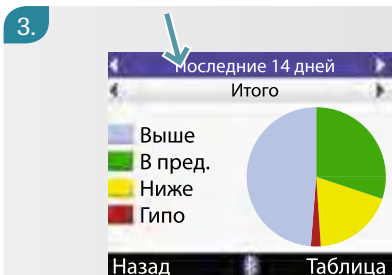 3.
Последние 14 дней
Итого
Выше
В пред.
Ниже
Гипо
Назад Таблица